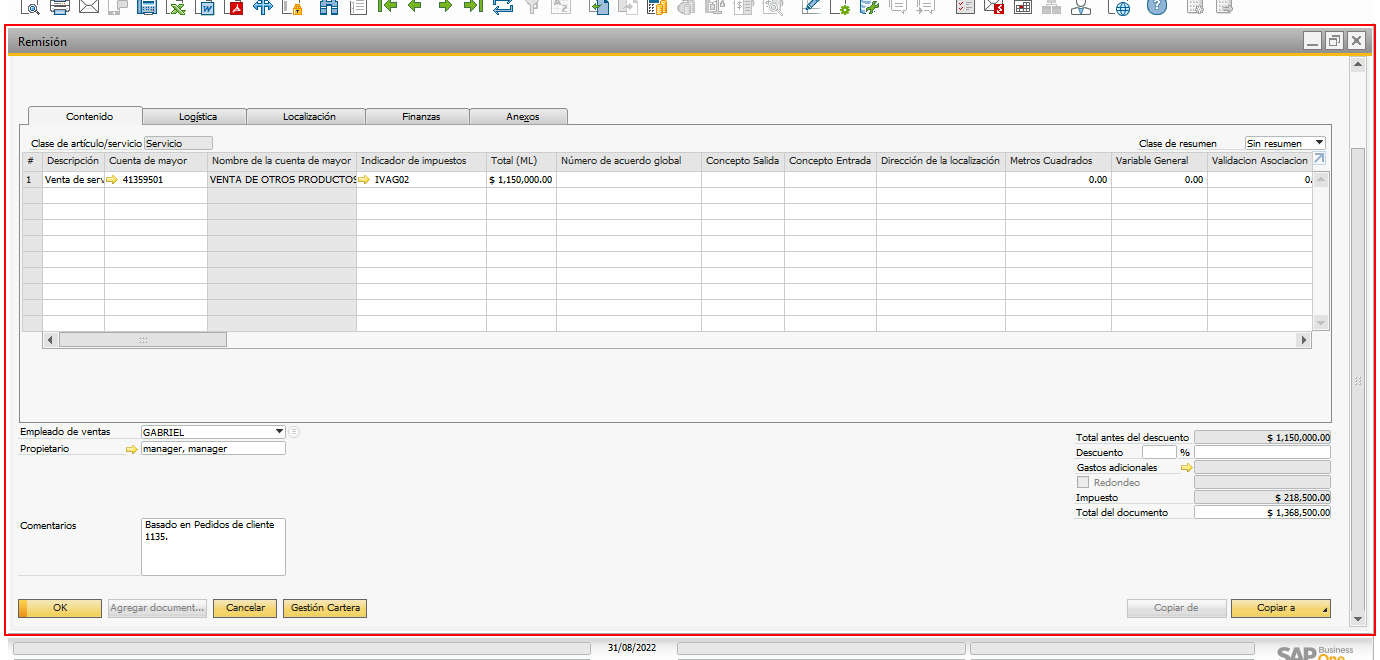 Remisión
Contenido Logística Localización Finanzas Anexos
Clase de artículo/servicio Servicio Clase de resumen Sin resumen
# Descripción Cuenta de mayor Nombre de la cuenta de mayor Indicador de impuestos Total (ML) Número de acuerdo global Concepto Salida Concepto Entrada Dirección de la localización Metros Cuadrados Variable General Validacion Asociacion
1 Venta de serv 41359501 VENTA DE OTROS PRODUCTOS IVAG02 $ 1,150,000.00 0.00 0.00 0.
Empleado de ventas GABRIEL
Propietario manager, manager
Total antes del descuento $ 1,150,000.00
Descuento %
Gastos adicionales
Redondeo
Impuesto $ 218,500.00
Total del documento $ 1,368,500.00
Comentarios Basado en Pedidos de cliente
1135.
OK Agregar document... Cancelar Gestión Cartera Copiar de Copiar a
31/08/2022
SAP Business
One